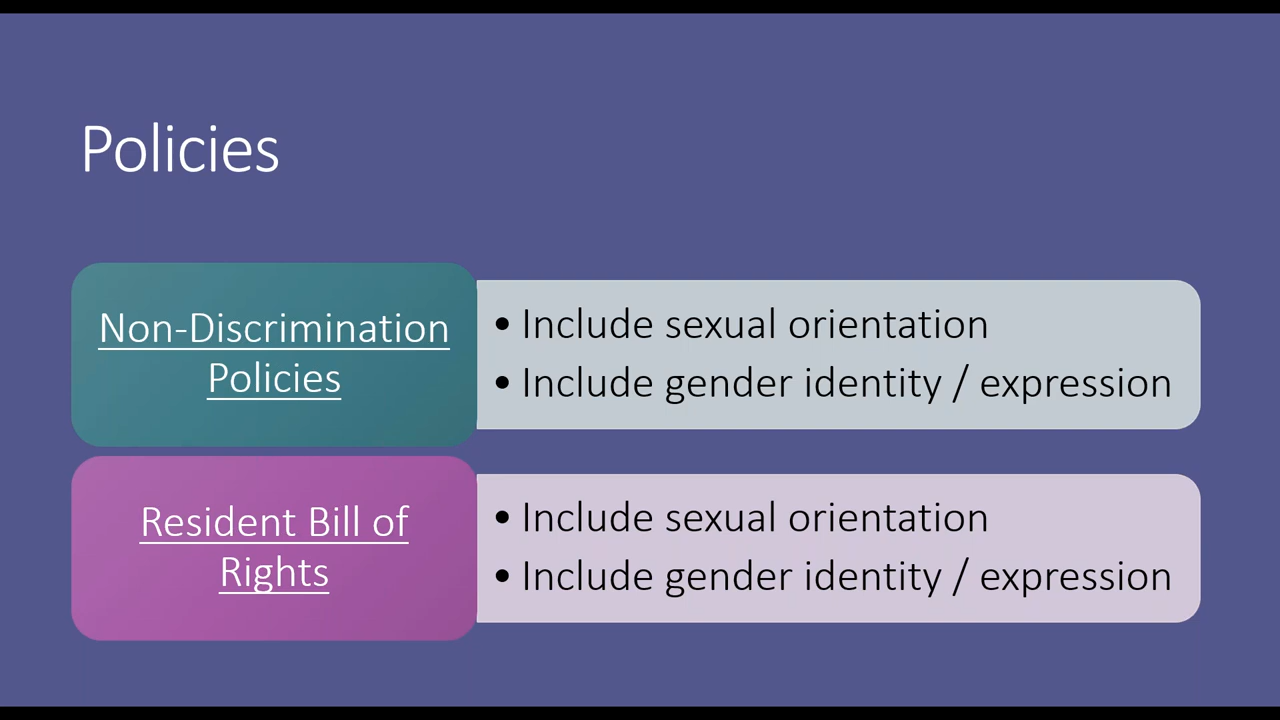 Policies
Non-Discrimination
Policies
• Include sexual orientation
• Include gender identity / expression
Resident Bill of
Rights
• Include sexual orientation
• Include gender identity / expression